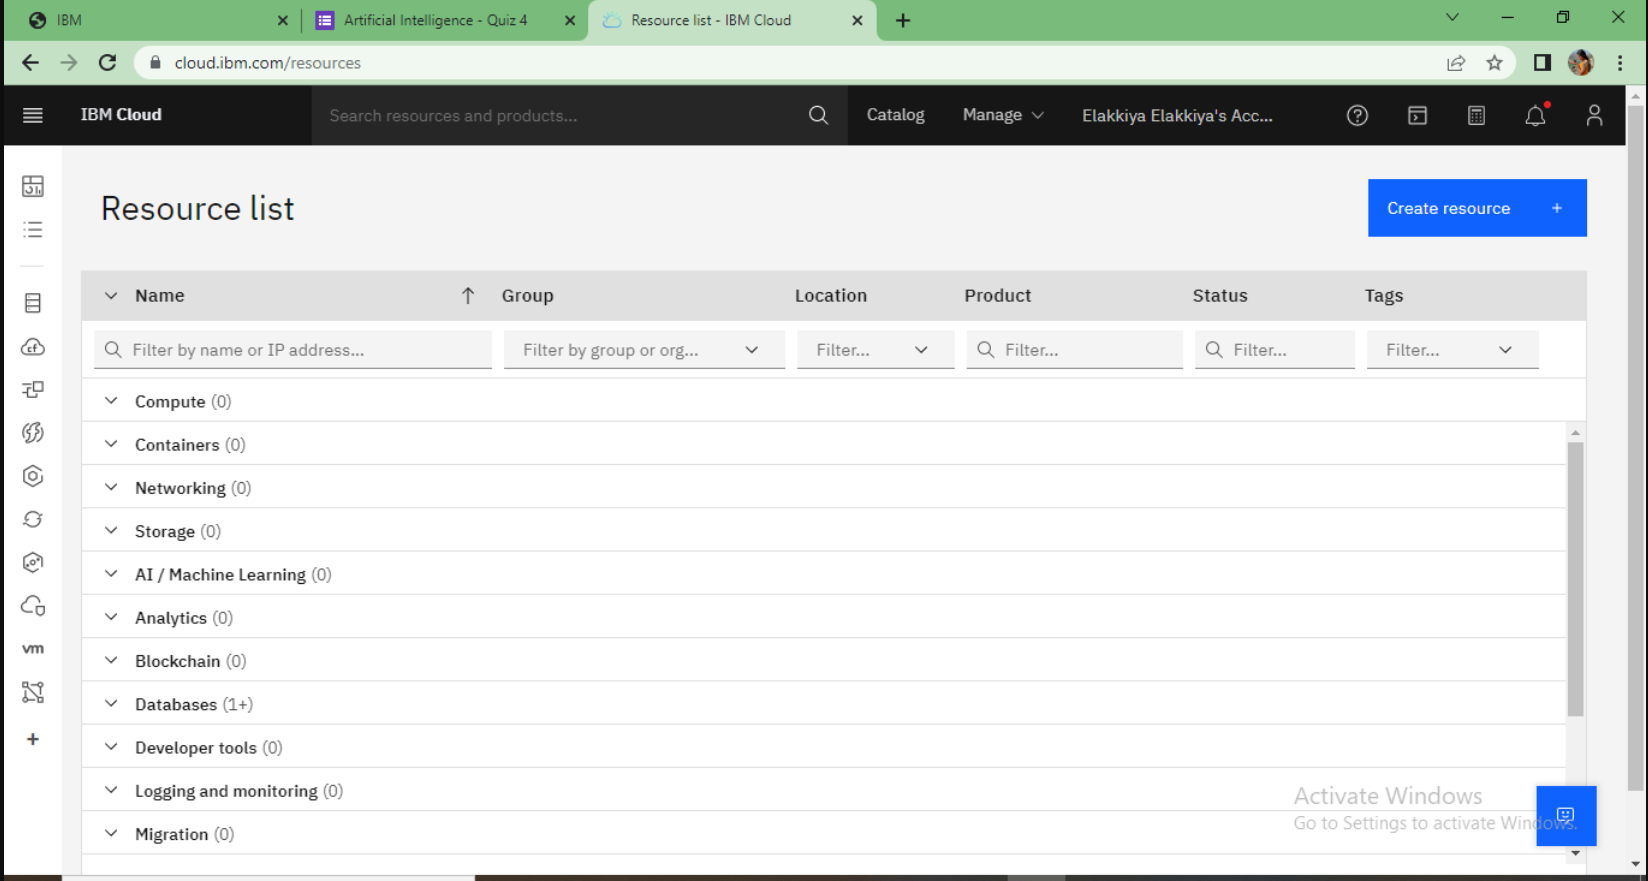 IBM
Artificial Intelligence - Quiz 4
Resource list - IBM Cloud
cloud.ibm.com/resources
IBM Cloud
Search resources and products...
Catalog
Manage
Elakkiya Elakkiya's Acc...
Resource list
Create resource +
Name
Group
Location
Product
Status
Tags
Filter by name or IP address...
Filter by group or org...
Filter...
Filter...
Filter...
Filter...
Compute (0)
Containers (0)
Networking (0)
Storage (0)
AI / Machine Learning (0)
Analytics (0)
Blockchain (0)
vm
Databases (1+)
Developer tools (0)
Logging and monitoring (0)
Migration (0)
Activate Windows
Go to Settings to activate Windows.